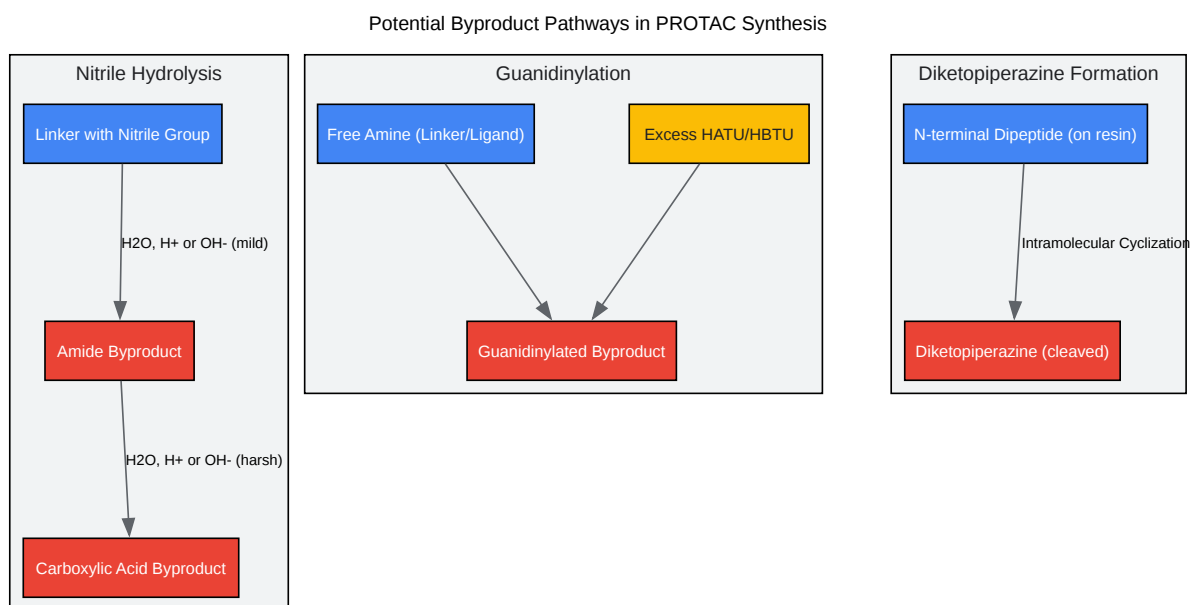 Potential Byproduct Pathways in PROTAC Synthesis
Nitrile Hydrolysis
Linker with Nitrile Group
H2O, H+ or OH- (mild)
Amide Byproduct
H2O, H+ or OH- (harsh)
Carboxylic Acid Byproduct
Guanidinylation
Free Amine (Linker/Ligand)
Excess HATU/HBTU
Guanidinylated Byproduct
Diketopiperazine Formation
N-terminal Dipeptide (on resin)
Intramolecular Cyclization
Diketopiperazine (cleaved)